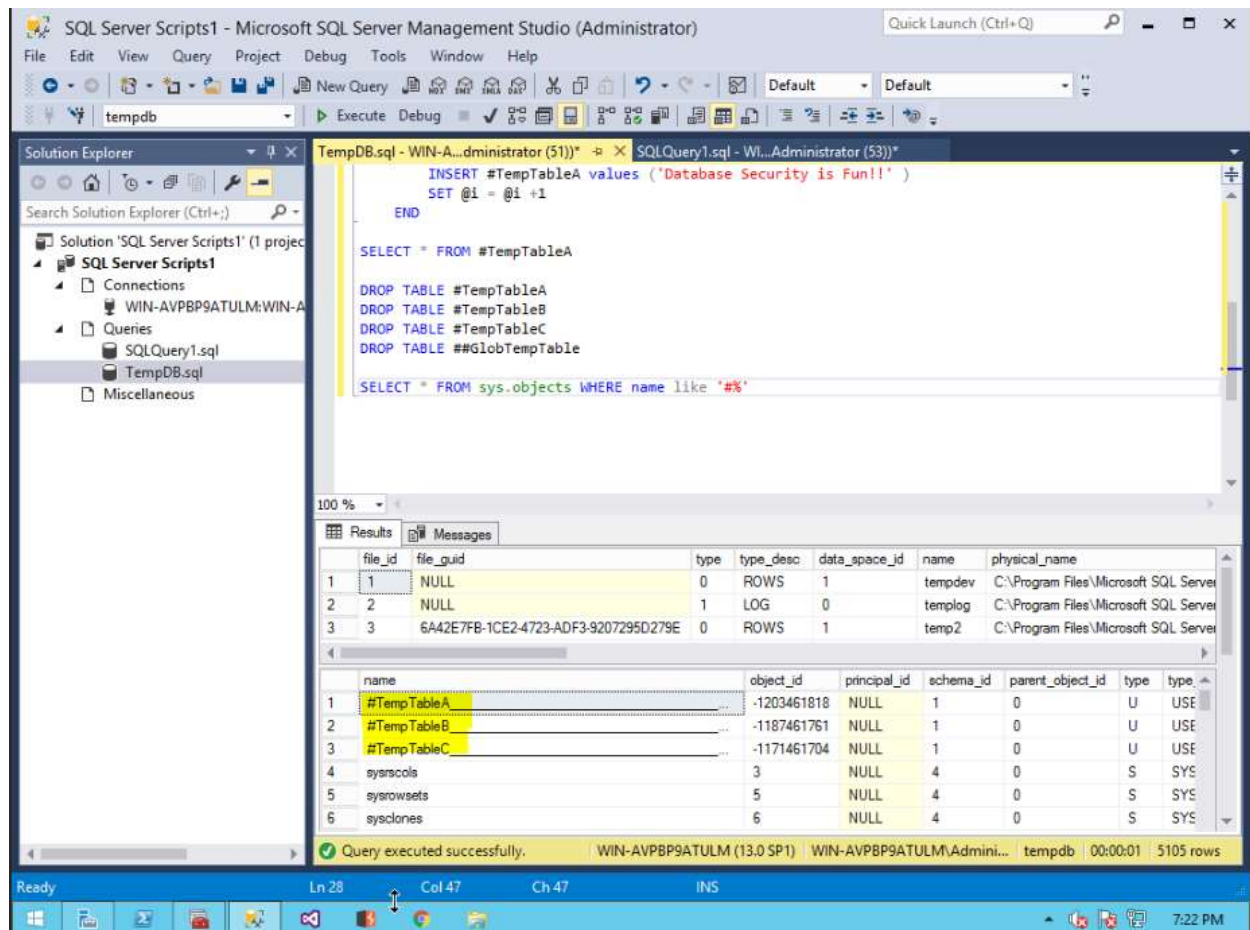 SQL Server Scripts1 - Microsoft SQL Server Management Studio (Administrator)
Quick Launch (Ctrl+Q)
File Edit View Query Project Debug Tools Window Help
New Query Default Default
tempdb Execute Debug
Solution Explorer
Search Solution Explorer (Ctrl+;)
Solution 'SQL Server Scripts1' (1 projec
SQL Server Scripts1
Connections
WIN-AVPBP9ATULM:WIN-A
Queries
SQLQuery1.sql
TempDB.sql
Miscellaneous
TempDB.sql - WIN-A...dministrator (51))* SQLQuery1.sql - WI...Administrator (53))*
INSERT #TempTableA values ('Database Security is Fun!!' )
SET @i = @i +1
END
SELECT * FROM #TempTableA
DROP TABLE #TempTableA
DROP TABLE #TempTableB
DROP TABLE #TempTableC
DROP TABLE ##GlobTempTable
SELECT * FROM sys.objects WHERE name like '#%'
100 %
Results Messages
file_id file_guid type type_desc data_space_id name physical_name
1 1 NULL 0 ROWS 1 tempdev C:\Program Files\Microsoft SQL Server
2 2 NULL 1 LOG 0 templog C:\Program Files\Microsoft SQL Server
3 3 6A42E7FB-1CE2-4723-ADF3-9207295D279E 0 ROWS 1 temp2 C:\Program Files\Microsoft SQL Server
name object_id principal_id schema_id parent_object_id type type_
1 #TempTableA... -1203461818 NULL 1 0 U USE
2 #TempTableB... -1187461761 NULL 1 0 U USE
3 #TempTableC... -1171461704 NULL 1 0 U USE
4 sysrscols 3 NULL 4 0 S SYS
5 sysrowsets 5 NULL 4 0 S SYS
6 sysclones 6 NULL 4 0 S SYS
Query executed successfully. WIN-AVPBP9ATULM (13.0 SP1) WIN-AVPBP9ATULM\Admini... tempdb 00:00:01 5105 rows
Ready Ln 28 Col 47 Ch 47 INS
7:22 PM